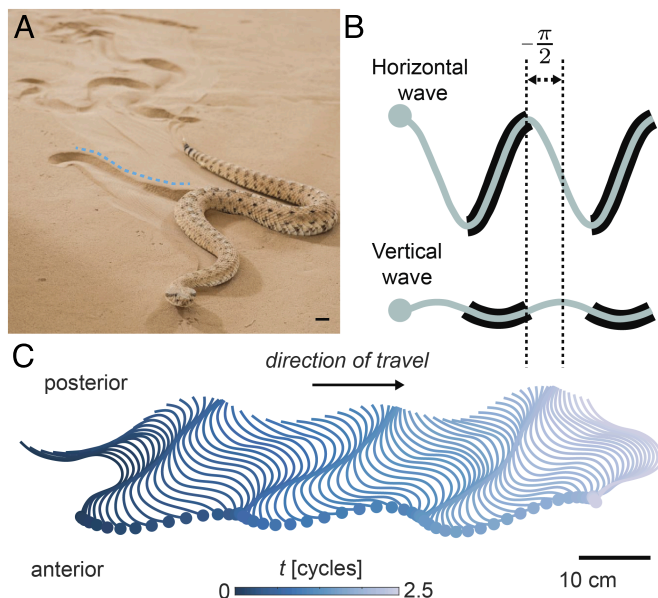 A
B
−π/2
Horizontal
wave
Vertical
wave
C
direction of travel
posterior
anterior
t [cycles]
0
2.5
10 cm